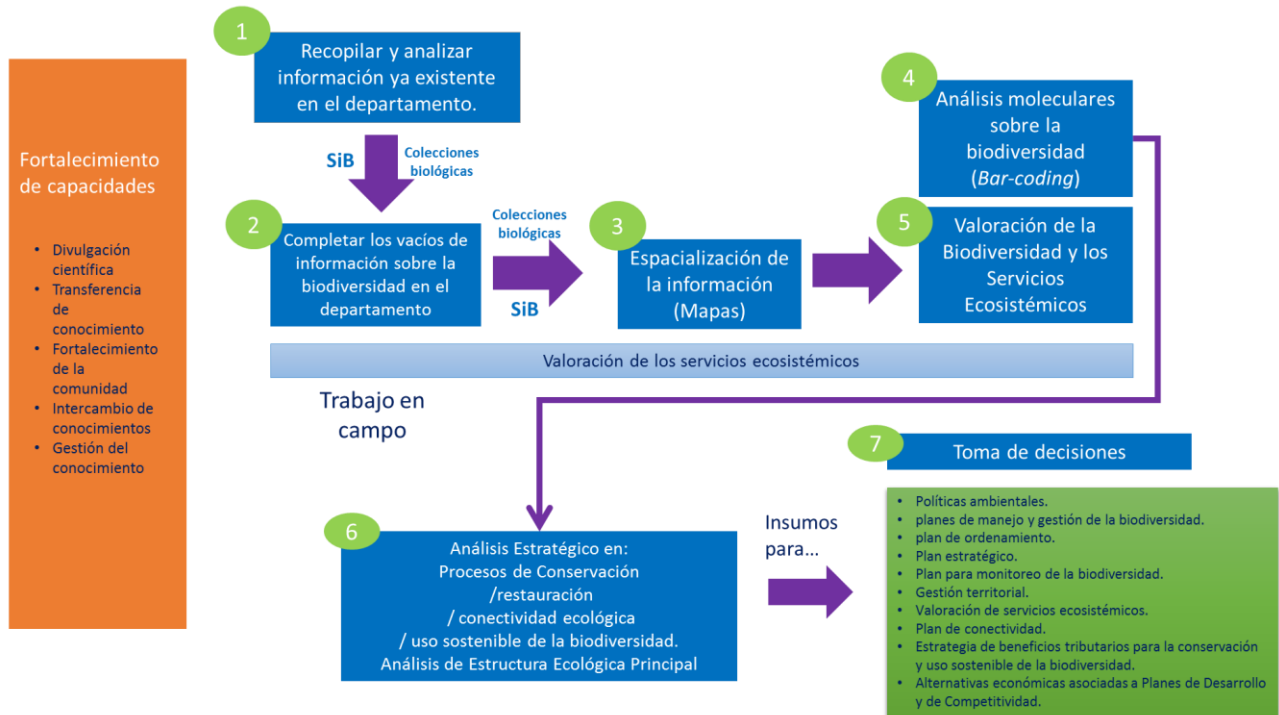 Fortalecimiento
de capacidades
• Divulgación
científica
• Transferencia
de
conocimiento
• Fortalecimiento
de la
comunidad
• Intercambio de
conocimientos
• Gestión del
conocimiento
1
Recopilar y analizar
información ya existente
en el departamento.
SiB
Colecciones
biológicas
2
Completar los vacíos de
información sobre la
biodiversidad en el
departamento
Colecciones
biológicas
SiB
3
Espacialización de
la información
(Mapas)
4
Análisis moleculares
sobre la
biodiversidad
(Bar-coding)
5
Valoración de la
Biodiversidad y los
Servicios
Ecosistémicos
Valoración de los servicios ecosistémicos
Trabajo en
campo
6
Análisis Estratégico en:
Procesos de Conservación
/restauración
/ conectividad ecológica
/ uso sostenible de la biodiversidad.
Análisis de Estructura Ecológica Principal
Insumos
para...
7
Toma de decisiones
• Políticas ambientales.
• planes de manejo y gestión de la biodiversidad.
• plan de ordenamiento.
• Plan estratégico.
• Plan para monitoreo de la biodiversidad.
• Gestión territorial.
• Valoración de servicios ecosistémicos.
• Plan de conectividad.
• Estrategia de beneficios tributarios para la conservación
y uso sostenible de la biodiversidad.
• Alternativas económicas asociadas a Planes de Desarrollo
y de Competitividad.